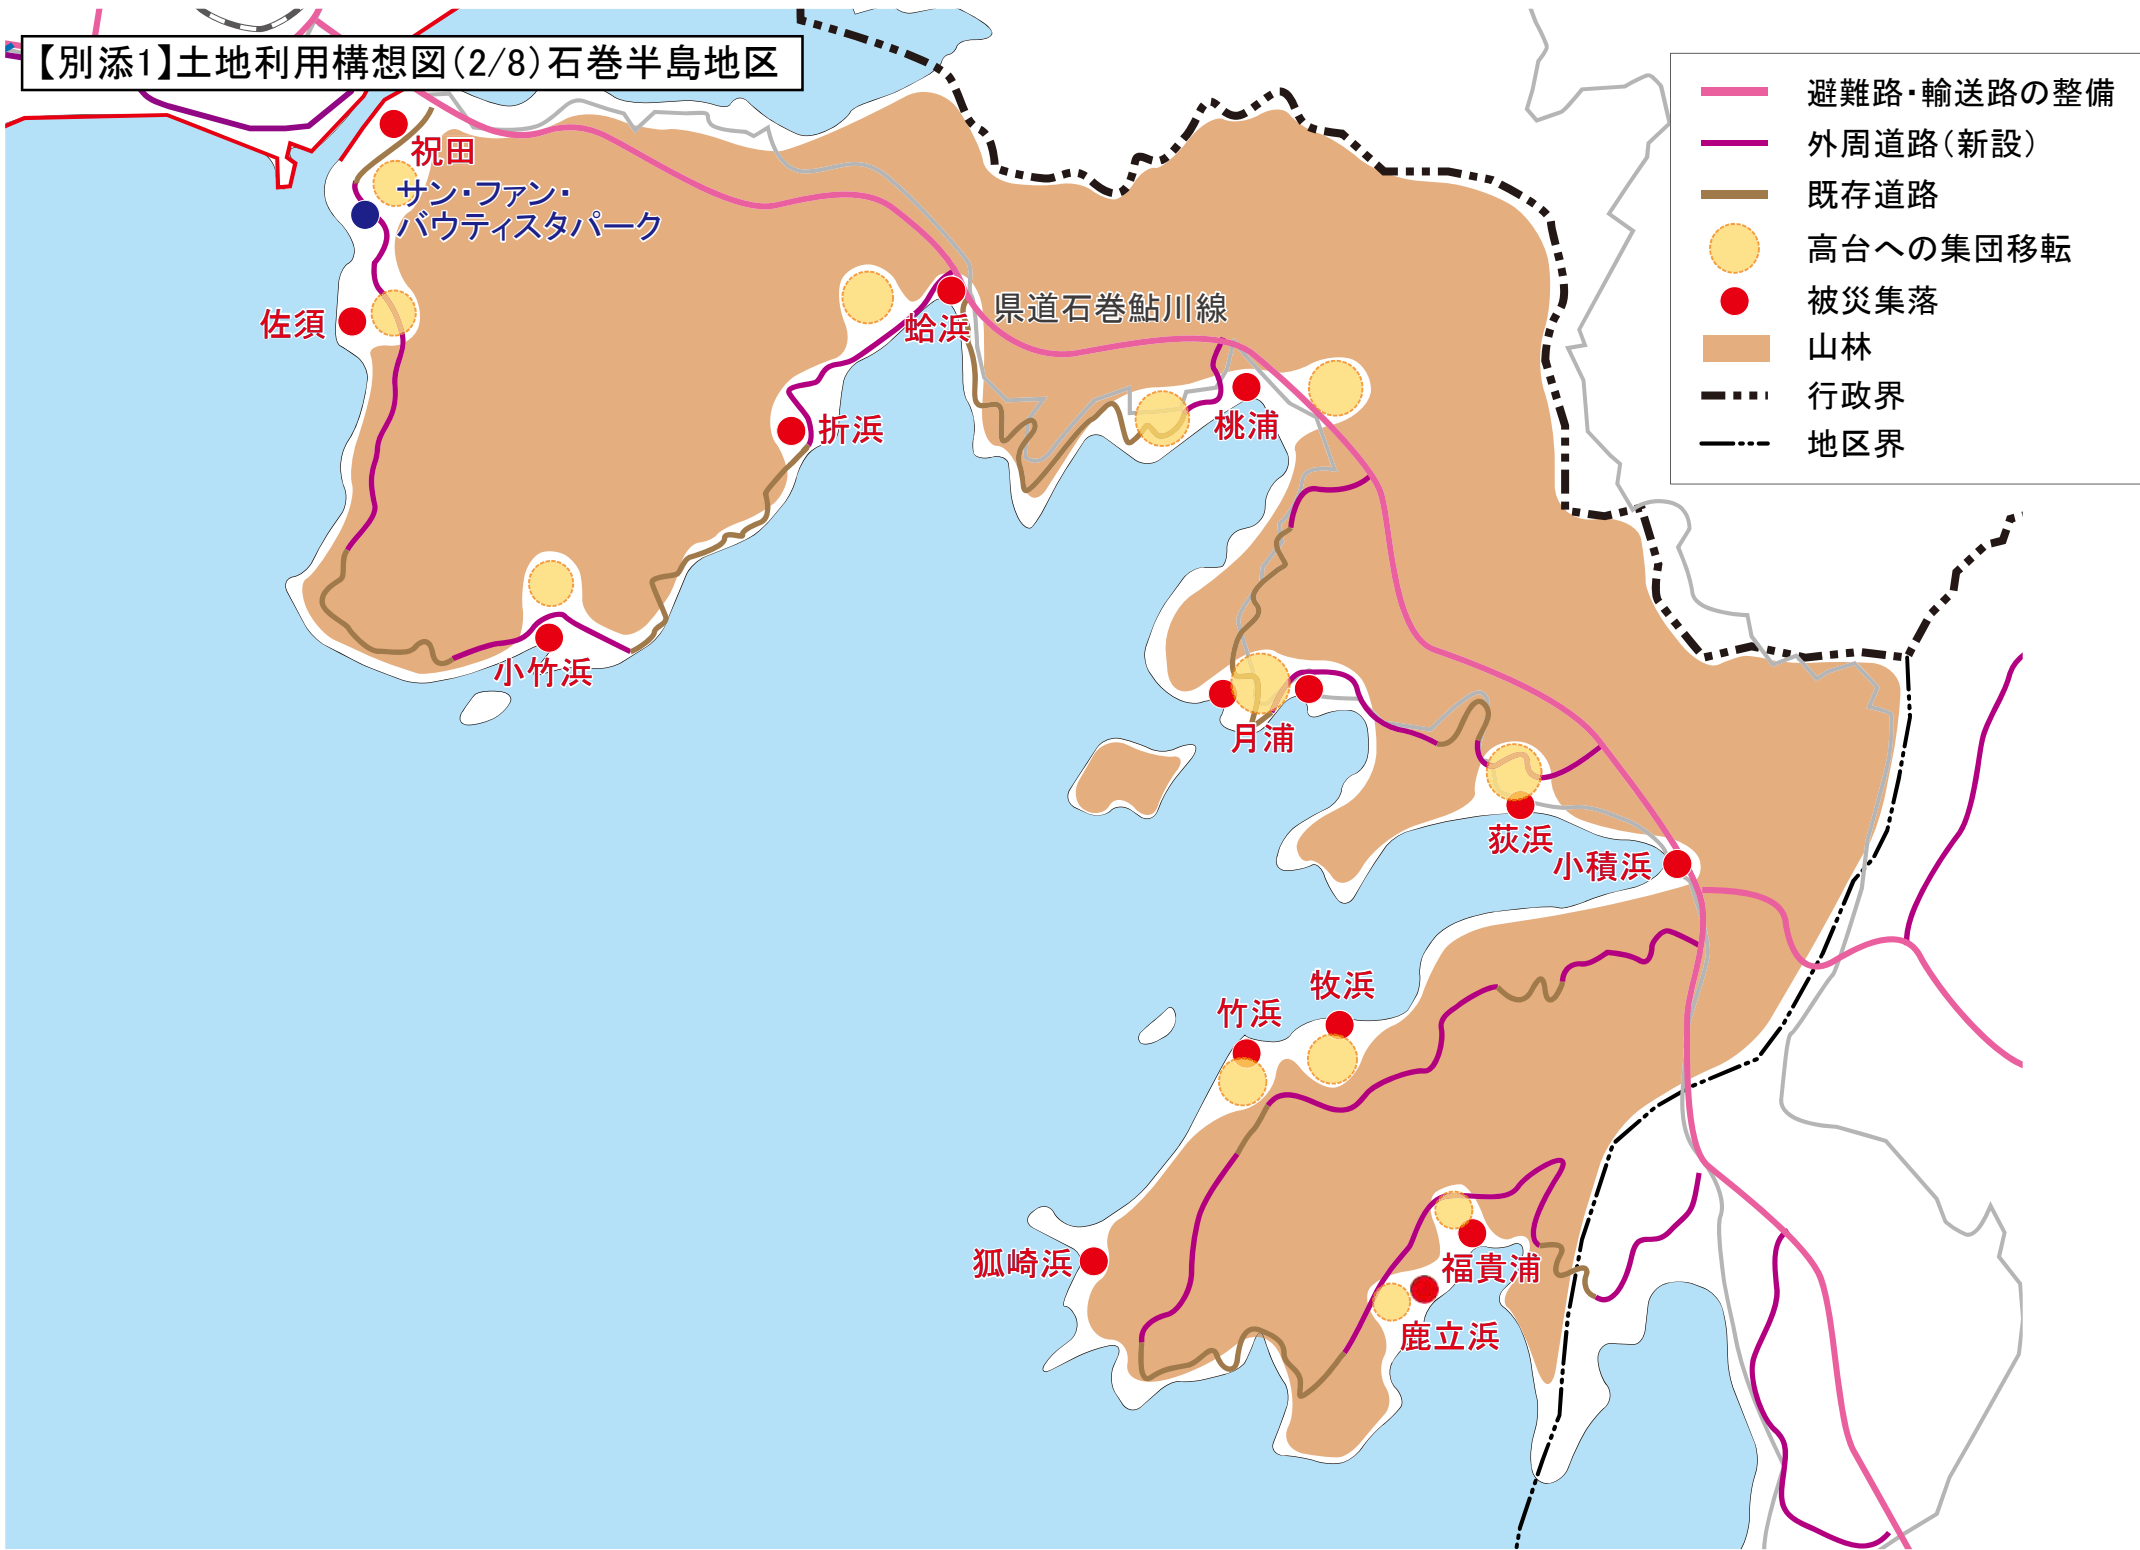 【別添1】土地利用構想図(2/8)石巻半島地区
避難路・輸送路の整備
外周道路(新設)
既存道路
高台への集団移転
被災集落
山林
行政界
地区界
祝田
サン・ファン・
バウティスタパーク
佐須
蛤浜
県道石巻鮎川線
折浜
桃浦
小竹浜
月浦
荻浜
小積浜
牧浜
竹浜
狐崎浜
福貴浦
鹿立浜